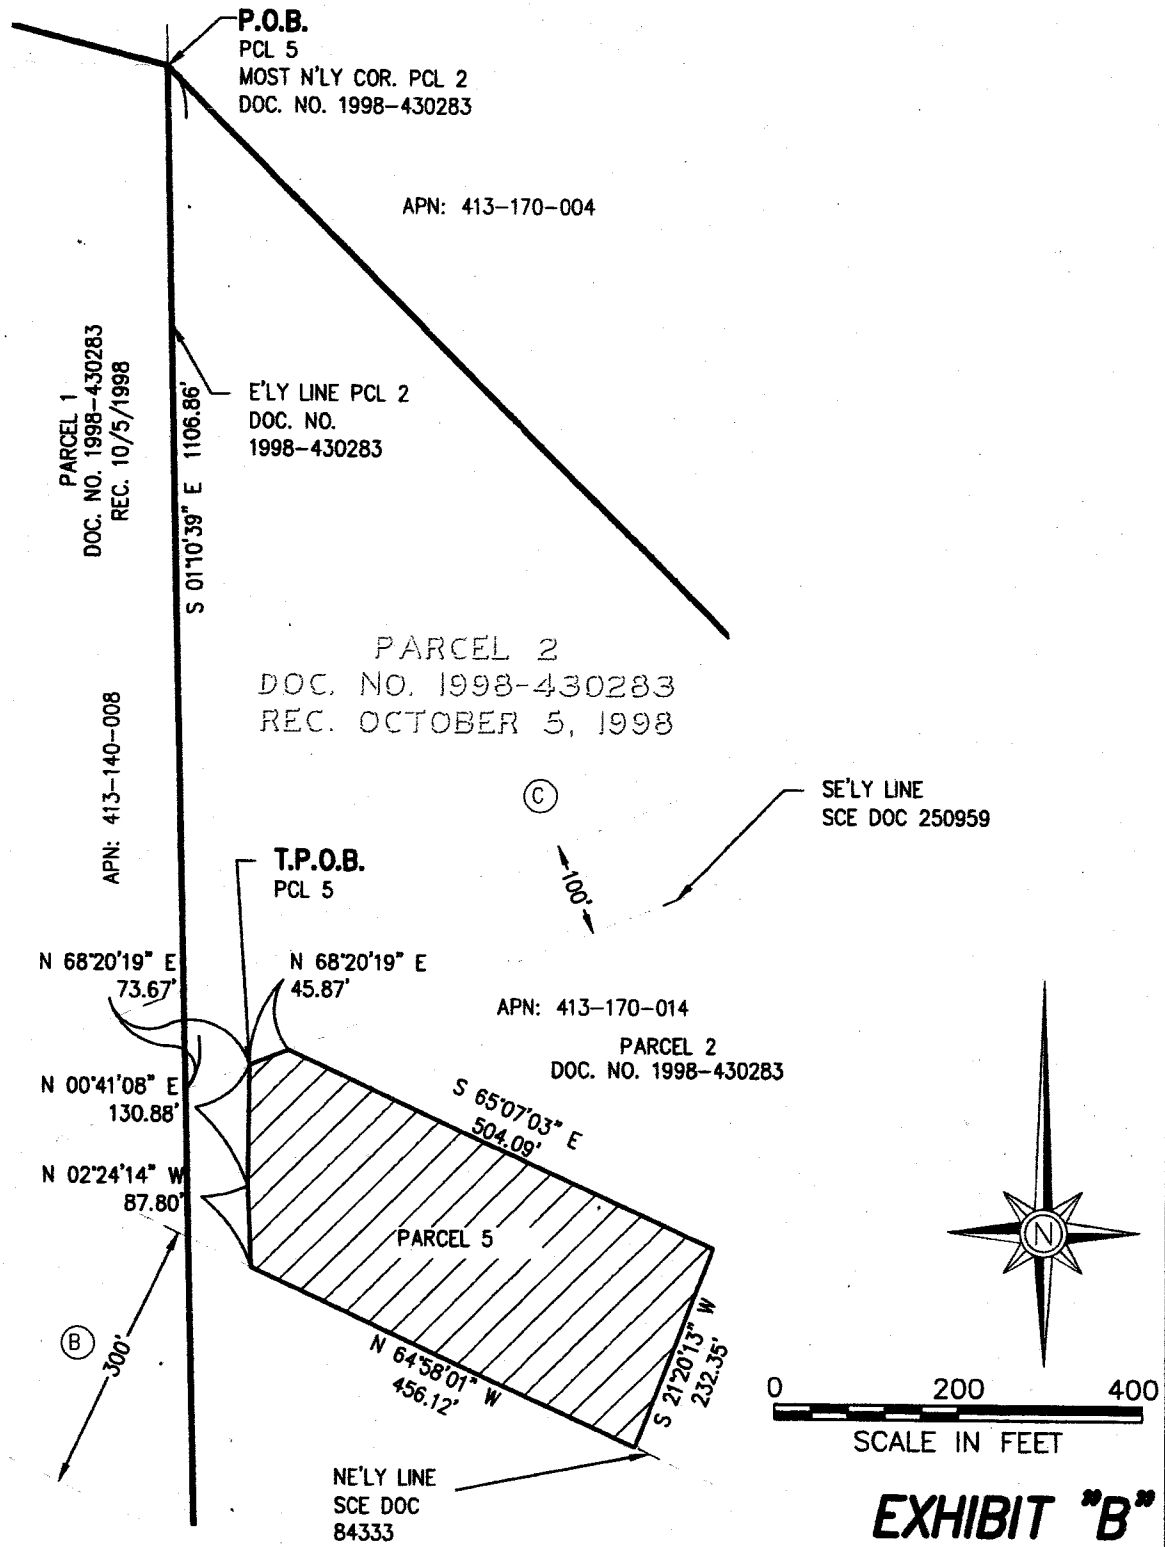 P.O.B.
PCL 5
MOST N'LY COR. PCL 2
DOC. NO. 1998-430283
APN: 413-170-004
PARCEL 1
DOC. NO. 1998-430283
REC. 10/5/1998
S 01°10'39" E 1106.86'
E'LY LINE PCL 2
DOC. NO.
1998-430283
PARCEL 2
DOC. NO. 1998-430283
REC. OCTOBER 5, 1998
APN: 413-140-008
C
SE'LY LINE
SCE DOC 250959
T.P.O.B.
PCL 5
100'
N 68°20'19" E
73.67'
N 68°20'19" E
45.87'
APN: 413-170-014
PARCEL 2
DOC. NO. 1998-430283
N 00°41'08" E
130.88'
S 65°07'03" E
504.09'
N 02°24'14" W
87.80'
PARCEL 5
N
B
300'
N 64°58'01" W
456.12'
S 21°20'13" W
232.35'
0 200 400
SCALE IN FEET
NE'LY LINE
SCE DOC
84333
EXHIBIT "B"